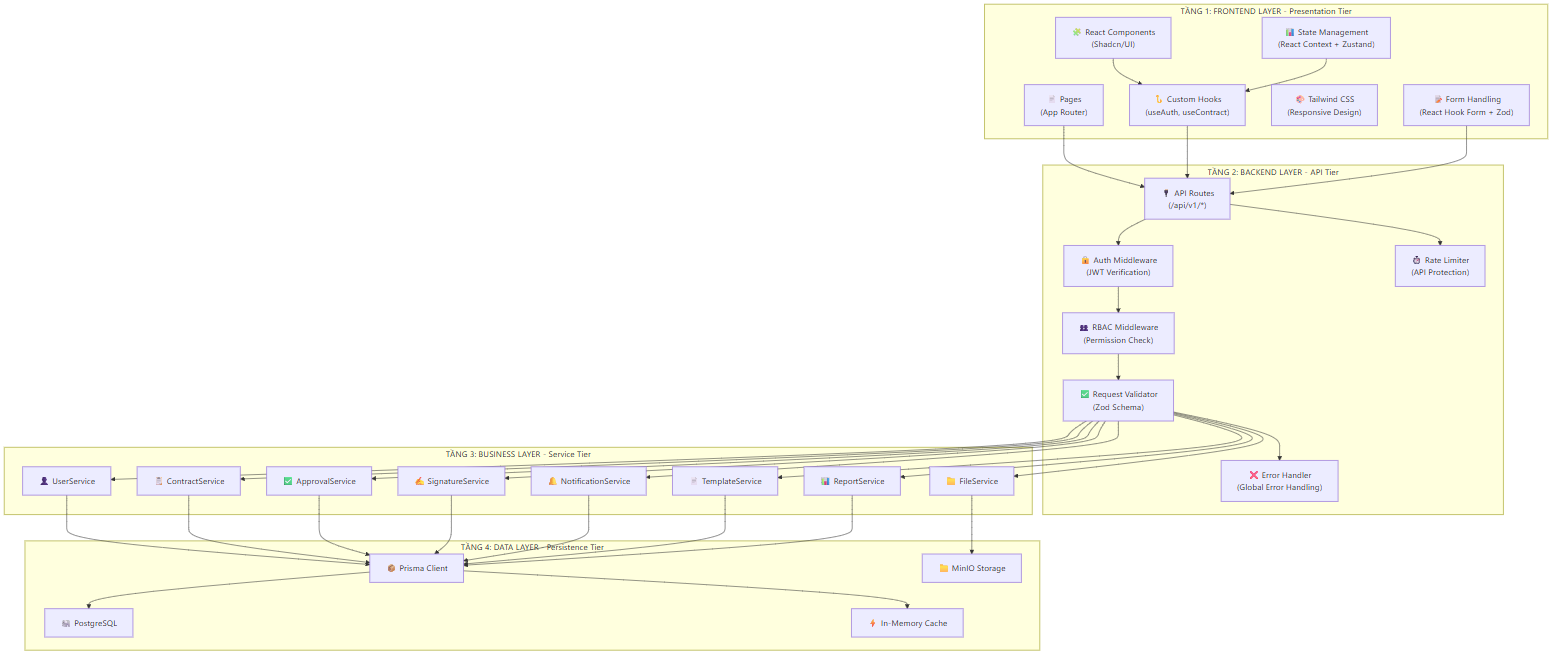 TẦNG 1: FRONTEND LAYER - Presentation Tier
React Components
(Shadcn/UI)
State Management
(React Context + Zustand)
Pages
(App Router)
Custom Hooks
(useAuth, useContract)
Tailwind CSS
(Responsive Design)
Form Handling
(React Hook Form + Zod)
TẦNG 2: BACKEND LAYER - API Tier
API Routes
(/api/v1/*)
Auth Middleware
(JWT Verification)
Rate Limiter
(API Protection)
RBAC Middleware
(Permission Check)
Request Validator
(Zod Schema)
Error Handler
(Global Error Handling)
TẦNG 3: BUSINESS LAYER - Service Tier
UserService
ContractService
ApprovalService
SignatureService
NotificationService
TemplateService
ReportService
FileService
TẦNG 4: DATA LAYER - Persistence Tier
Prisma Client
MinIO Storage
PostgreSQL
In-Memory Cache